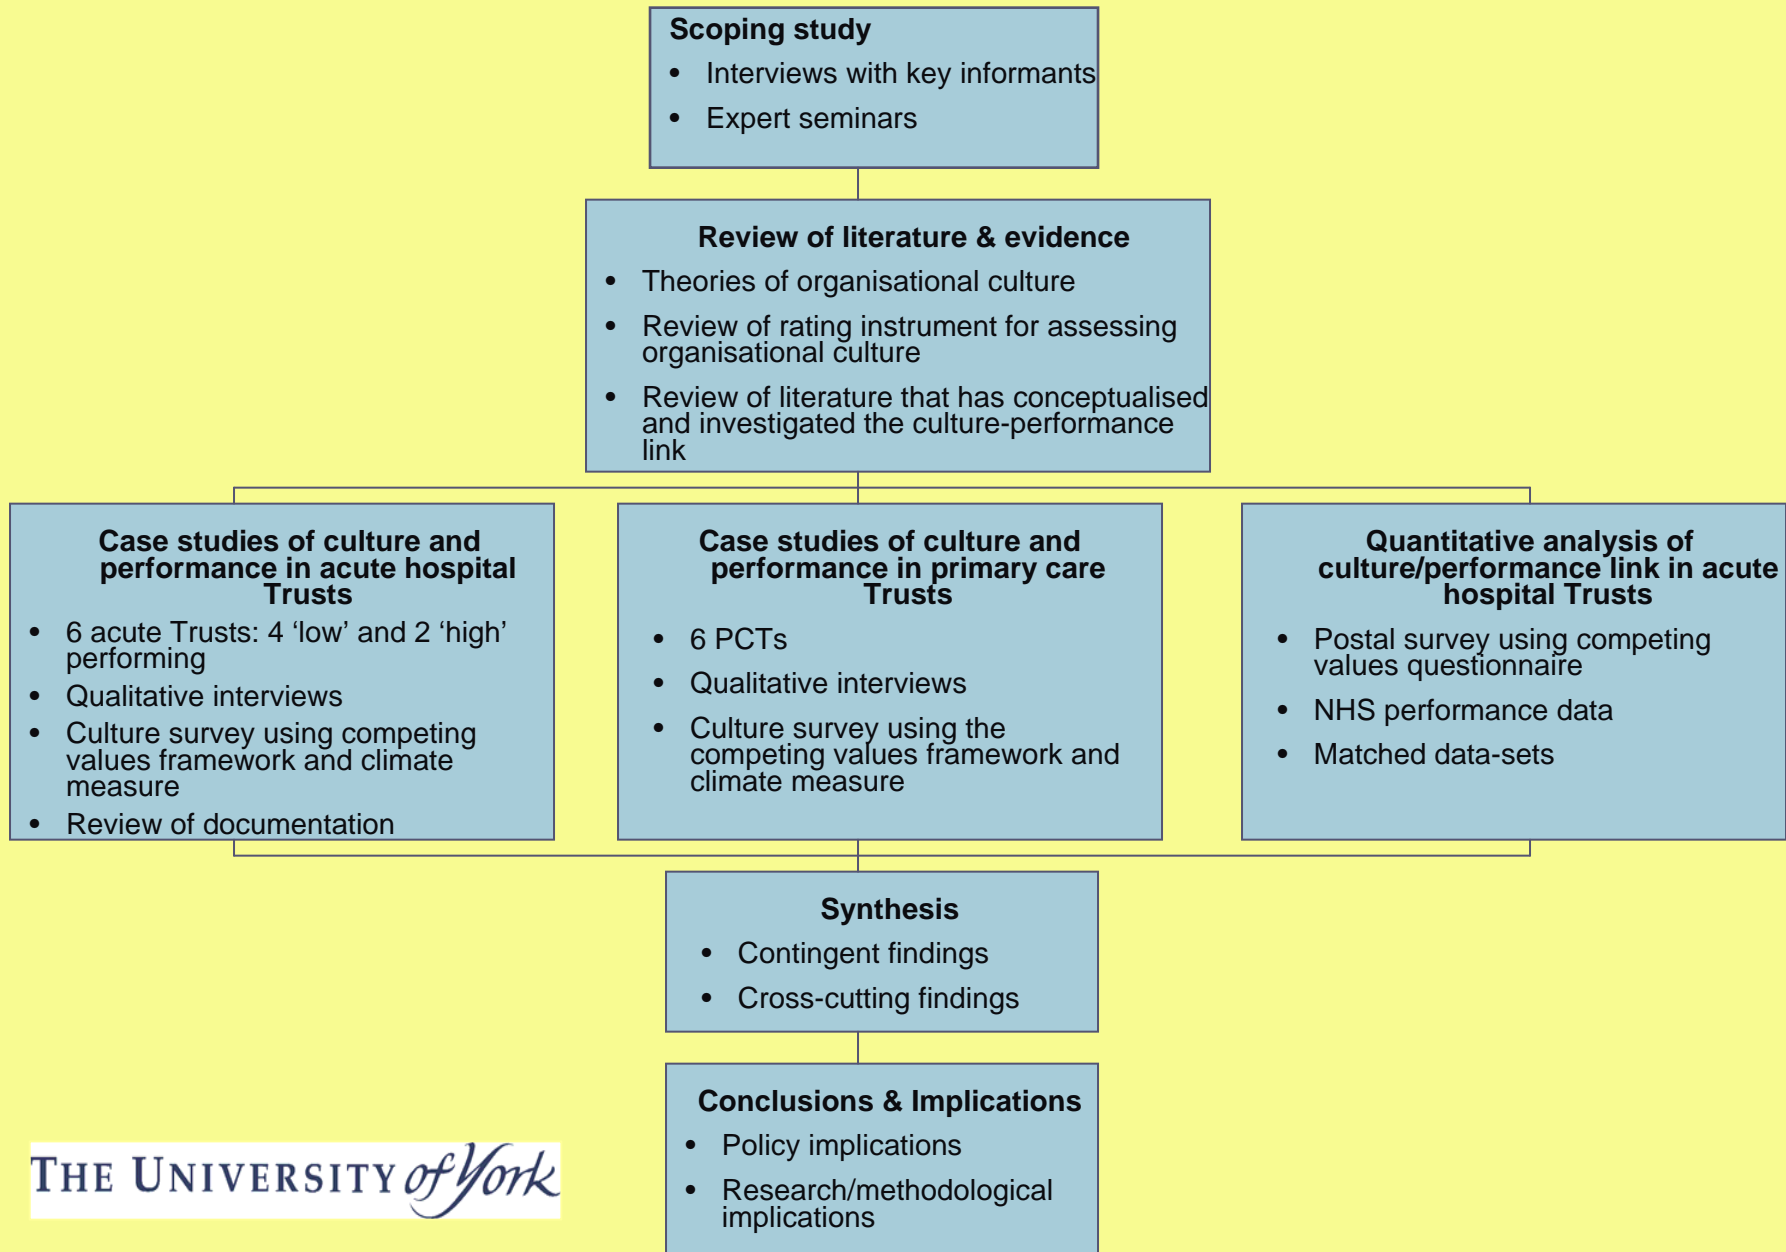 Scoping study
• Interviews with key informants
• Expert seminars
Review of literature & evidence
• Theories of organisational culture
• Review of rating instrument for assessing
organisational culture
• Review of literature that has conceptualised
and investigated the culture-performance
link
Case studies of culture and
performance in acute hospital
Trusts
• 6 acute Trusts: 4 ‘low’ and 2 ‘high’
performing
• Qualitative interviews
• Culture survey using competing
values framework and climate
measure
• Review of documentation
Case studies of culture and
performance in primary care
Trusts
• 6 PCTs
• Qualitative interviews
• Culture survey using the
competing values framework and
climate measure
Quantitative analysis of
culture/performance link in acute
hospital Trusts
• Postal survey using competing
values questionnaire
• NHS performance data
• Matched data-sets
Synthesis
• Contingent findings
• Cross-cutting findings
Conclusions & Implications
• Policy implications
• Research/methodological
implications
THE UNIVERSITY of York